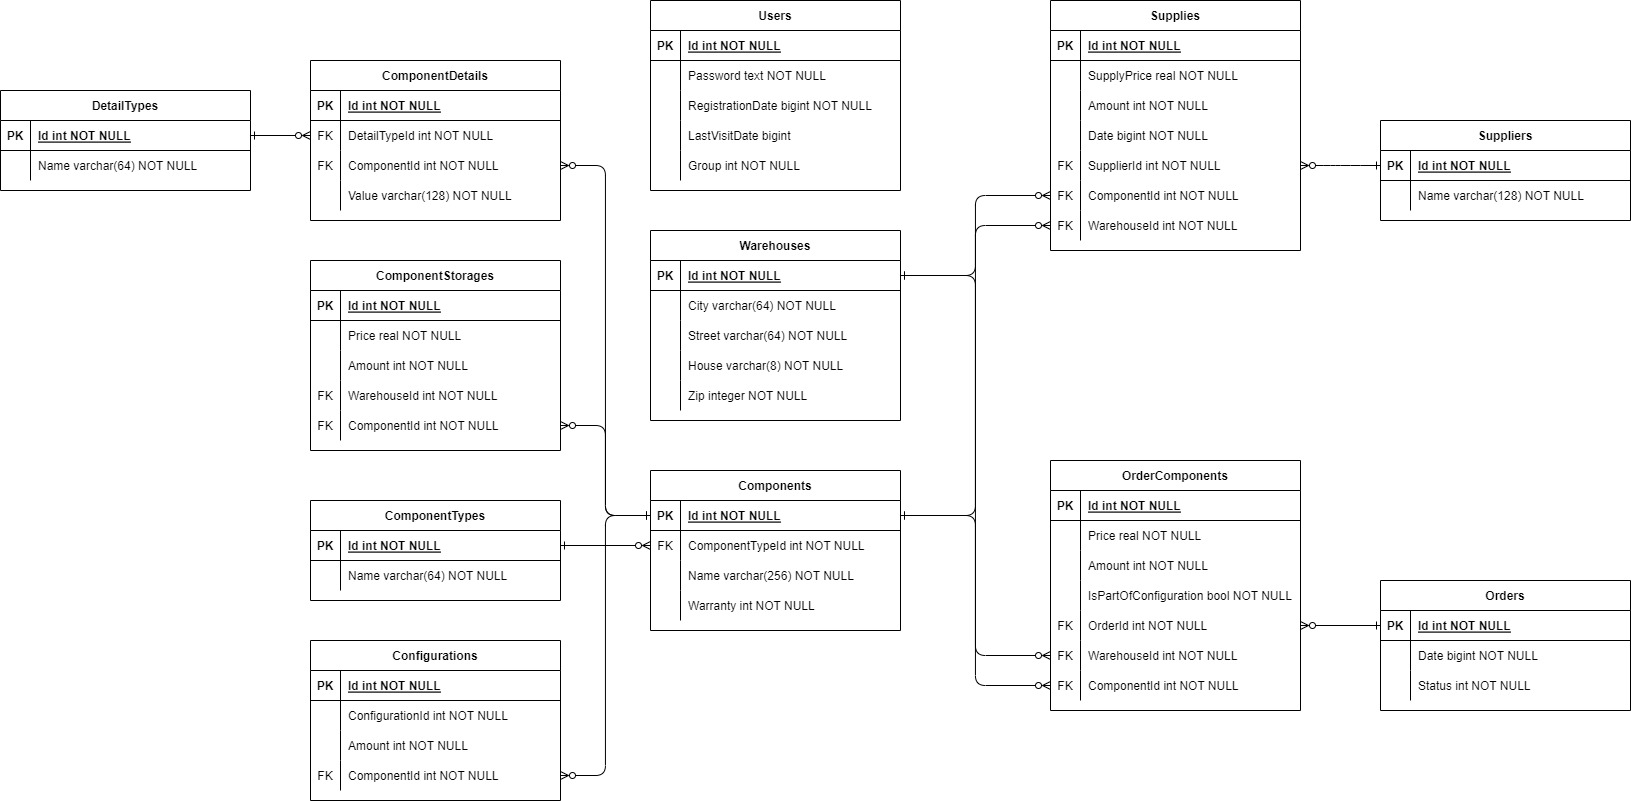 DetailTypes
PK Id int NOT NULL
Name varchar(64) NOT NULL
ComponentDetails
PK Id int NOT NULL
FK DetailTypeId int NOT NULL
FK ComponentId int NOT NULL
Value varchar(128) NOT NULL
ComponentStorages
PK Id int NOT NULL
Price real NOT NULL
Amount int NOT NULL
FK WarehouseId int NOT NULL
FK ComponentId int NOT NULL
ComponentTypes
PK Id int NOT NULL
Name varchar(64) NOT NULL
Configurations
PK Id int NOT NULL
ConfigurationId int NOT NULL
Amount int NOT NULL
FK ComponentId int NOT NULL
Users
PK Id int NOT NULL
Password text NOT NULL
RegistrationDate bigint NOT NULL
LastVisitDate bigint
Group int NOT NULL
Warehouses
PK Id int NOT NULL
City varchar(64) NOT NULL
Street varchar(64) NOT NULL
House varchar(8) NOT NULL
Zip integer NOT NULL
Components
PK Id int NOT NULL
FK ComponentTypeId int NOT NULL
Name varchar(256) NOT NULL
Warranty int NOT NULL
Supplies
PK Id int NOT NULL
SupplyPrice real NOT NULL
Amount int NOT NULL
Date bigint NOT NULL
FK SupplierId int NOT NULL
FK ComponentId int NOT NULL
FK WarehouseId int NOT NULL
OrderComponents
PK Id int NOT NULL
Price real NOT NULL
Amount int NOT NULL
IsPartOfConfiguration bool NOT NULL
FK OrderId int NOT NULL
FK WarehouseId int NOT NULL
FK ComponentId int NOT NULL
Suppliers
PK Id int NOT NULL
Name varchar(128) NOT NULL
Orders
PK Id int NOT NULL
Date bigint NOT NULL
Status int NOT NULL